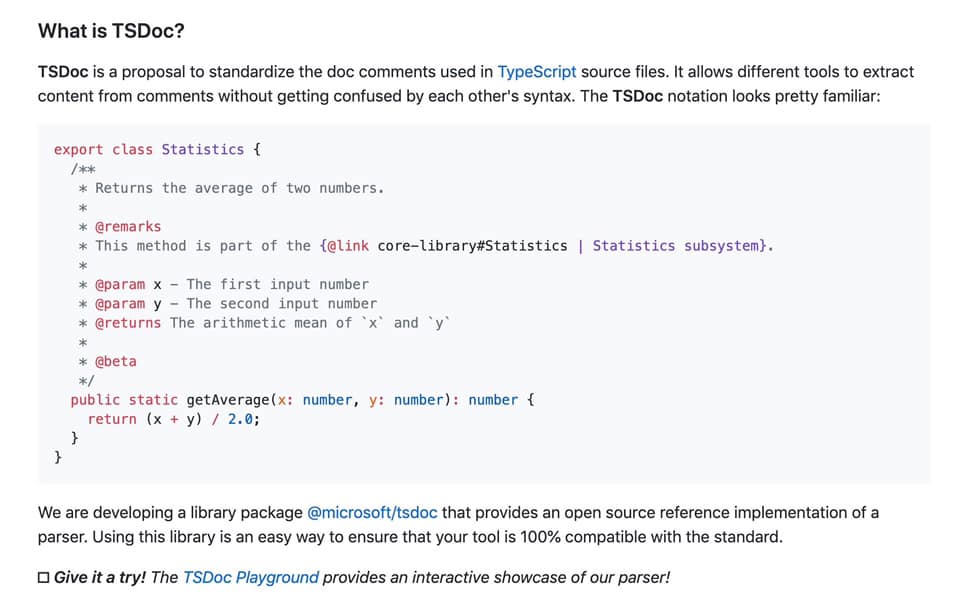 What is TSDoc?
TSDoc is a proposal to standardize the doc comments used in TypeScript source files. It allows different tools to extract
content from comments without getting confused by each other's syntax. The TSDoc notation looks pretty familiar:
export class Statistics {
  /**
   * Returns the average of two numbers.
   *
   * @remarks
   * This method is part of the {@link core-library#Statistics | Statistics subsystem}.
   *
   * @param x - The first input number
   * @param y - The second input number
   * @returns The arithmetic mean of `x` and `y`
   *
   * @beta
   */
  public static getAverage(x: number, y: number): number {
    return (x + y) / 2.0;
  }
}
We are developing a library package @microsoft/tsdoc that provides an open source reference implementation of a
parser. Using this library is an easy way to ensure that your tool is 100% compatible with the standard.
□ Give it a try! The TSDoc Playground provides an interactive showcase of our parser!